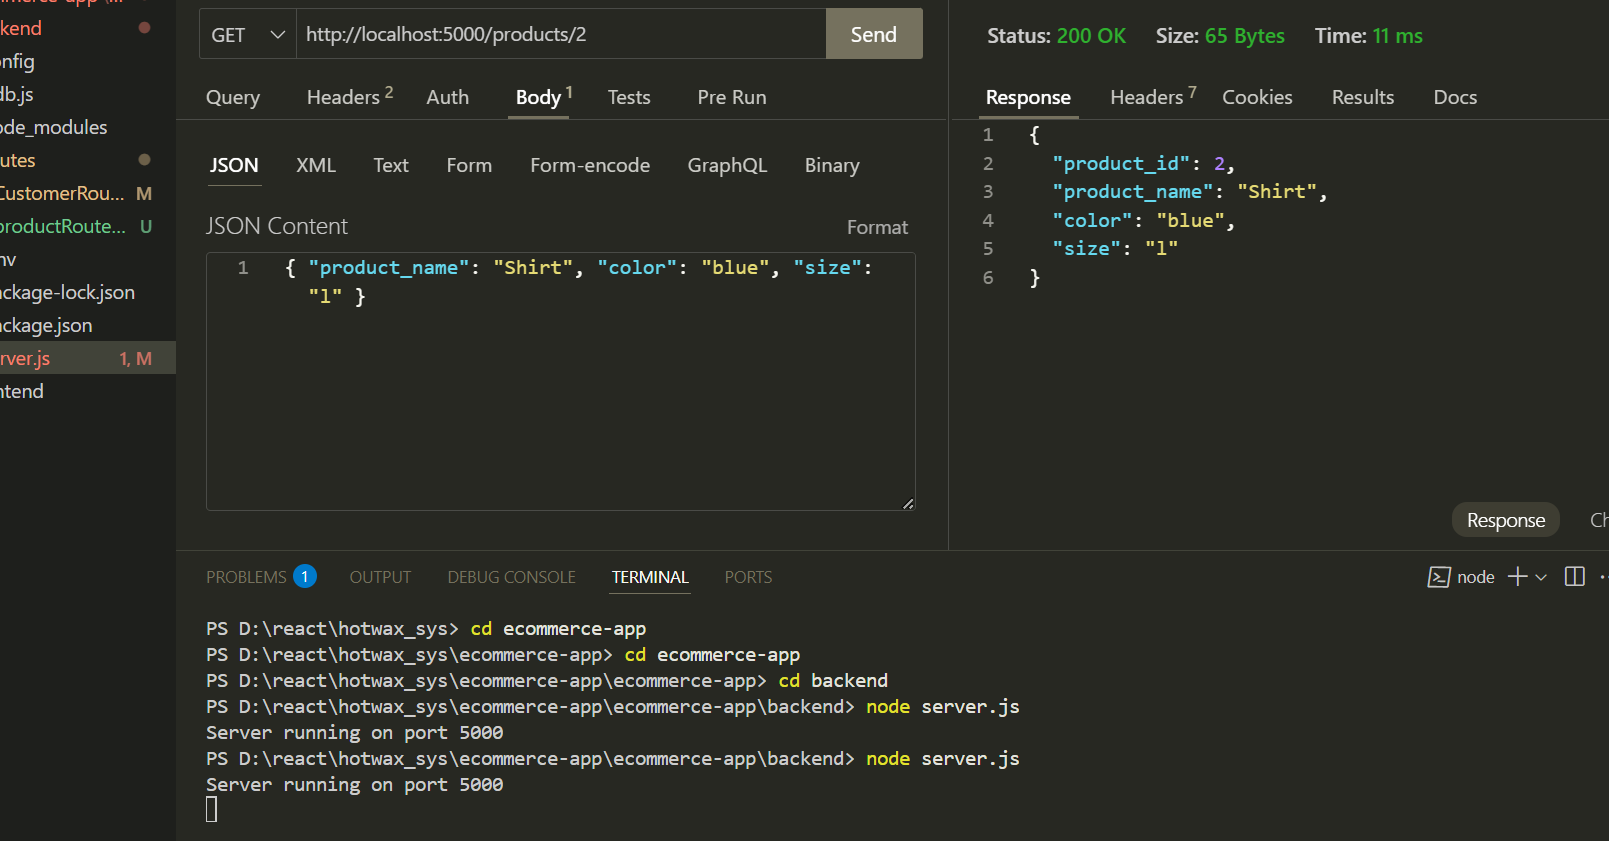 kend
nfig
db.js
ode_modules
utes
CustomerRou... M
productRoute... U
nv
ackage-lock.json
ackage.json
rver.js 1, M
ntend
GET http://localhost:5000/products/2 Send
Query Headers 2 Auth Body 1 Tests Pre Run
JSON XML Text Form Form-encode GraphQL Binary
JSON Content Format
1 { "product_name": "Shirt", "color": "blue", "size":
"l" }
Status: 200 OK Size: 65 Bytes Time: 11 ms
Response Headers 7 Cookies Results Docs
1 {
2 "product_id": 2,
3 "product_name": "Shirt",
4 "color": "blue",
5 "size": "l"
6 }
Response Ch
PROBLEMS 1 OUTPUT DEBUG CONSOLE TERMINAL PORTS
node
PS D:\react\hotwax_sys> cd ecommerce-app
PS D:\react\hotwax_sys\ecommerce-app> cd ecommerce-app
PS D:\react\hotwax_sys\ecommerce-app\ecommerce-app> cd backend
PS D:\react\hotwax_sys\ecommerce-app\ecommerce-app\backend> node server.js
Server running on port 5000
PS D:\react\hotwax_sys\ecommerce-app\ecommerce-app\backend> node server.js
Server running on port 5000